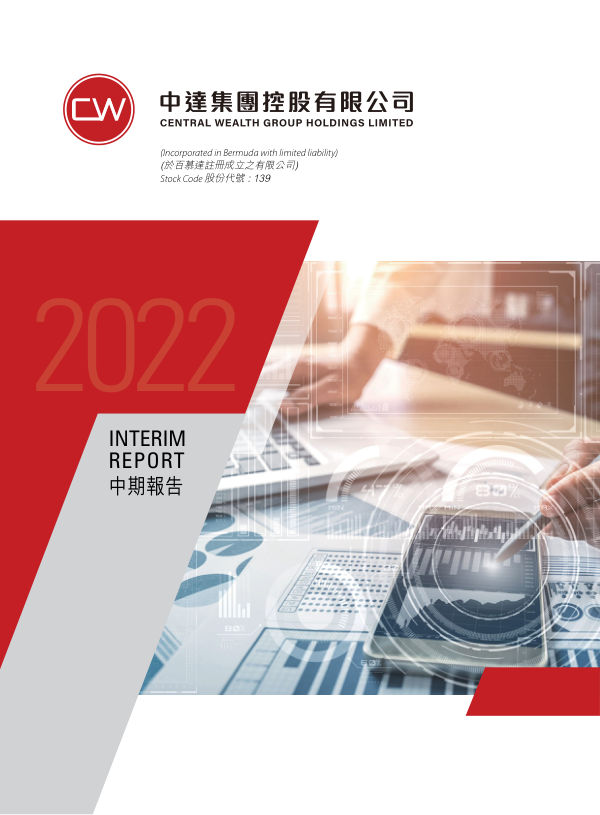 CW
中達集團控股有限公司
CENTRAL WEALTH GROUP HOLDINGS LIMITED
(Incorporated in Bermuda with limited liability)
(於百慕達註冊成立之有限公司)
Stock Code 股份代號：139
2022
INTERIM
REPORT
中期報告
80%